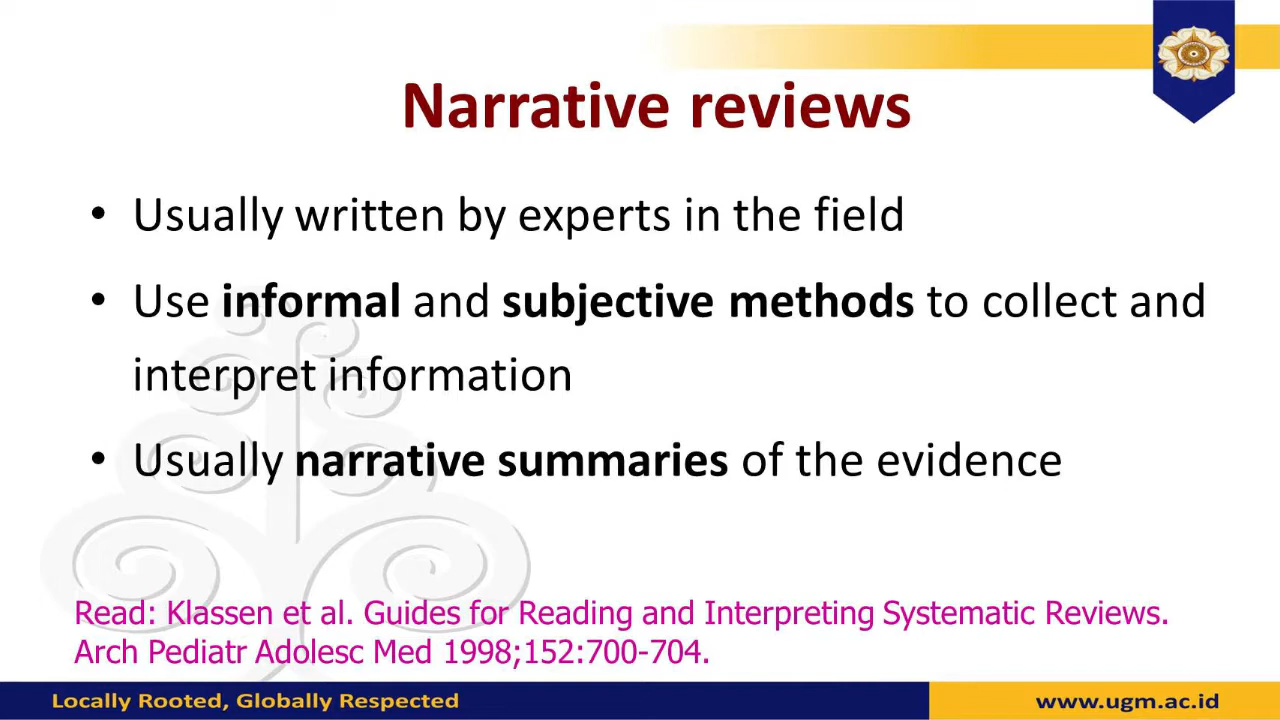 Narrative reviews
• Usually written by experts in the field
• Use informal and subjective methods to collect and
interpret information
• Usually narrative summaries of the evidence
Read: Klassen et al. Guides for Reading and Interpreting Systematic Reviews.
Arch Pediatr Adolesc Med 1998;152:700-704.
Locally Rooted, Globally Respected
www.ugm.ac.id